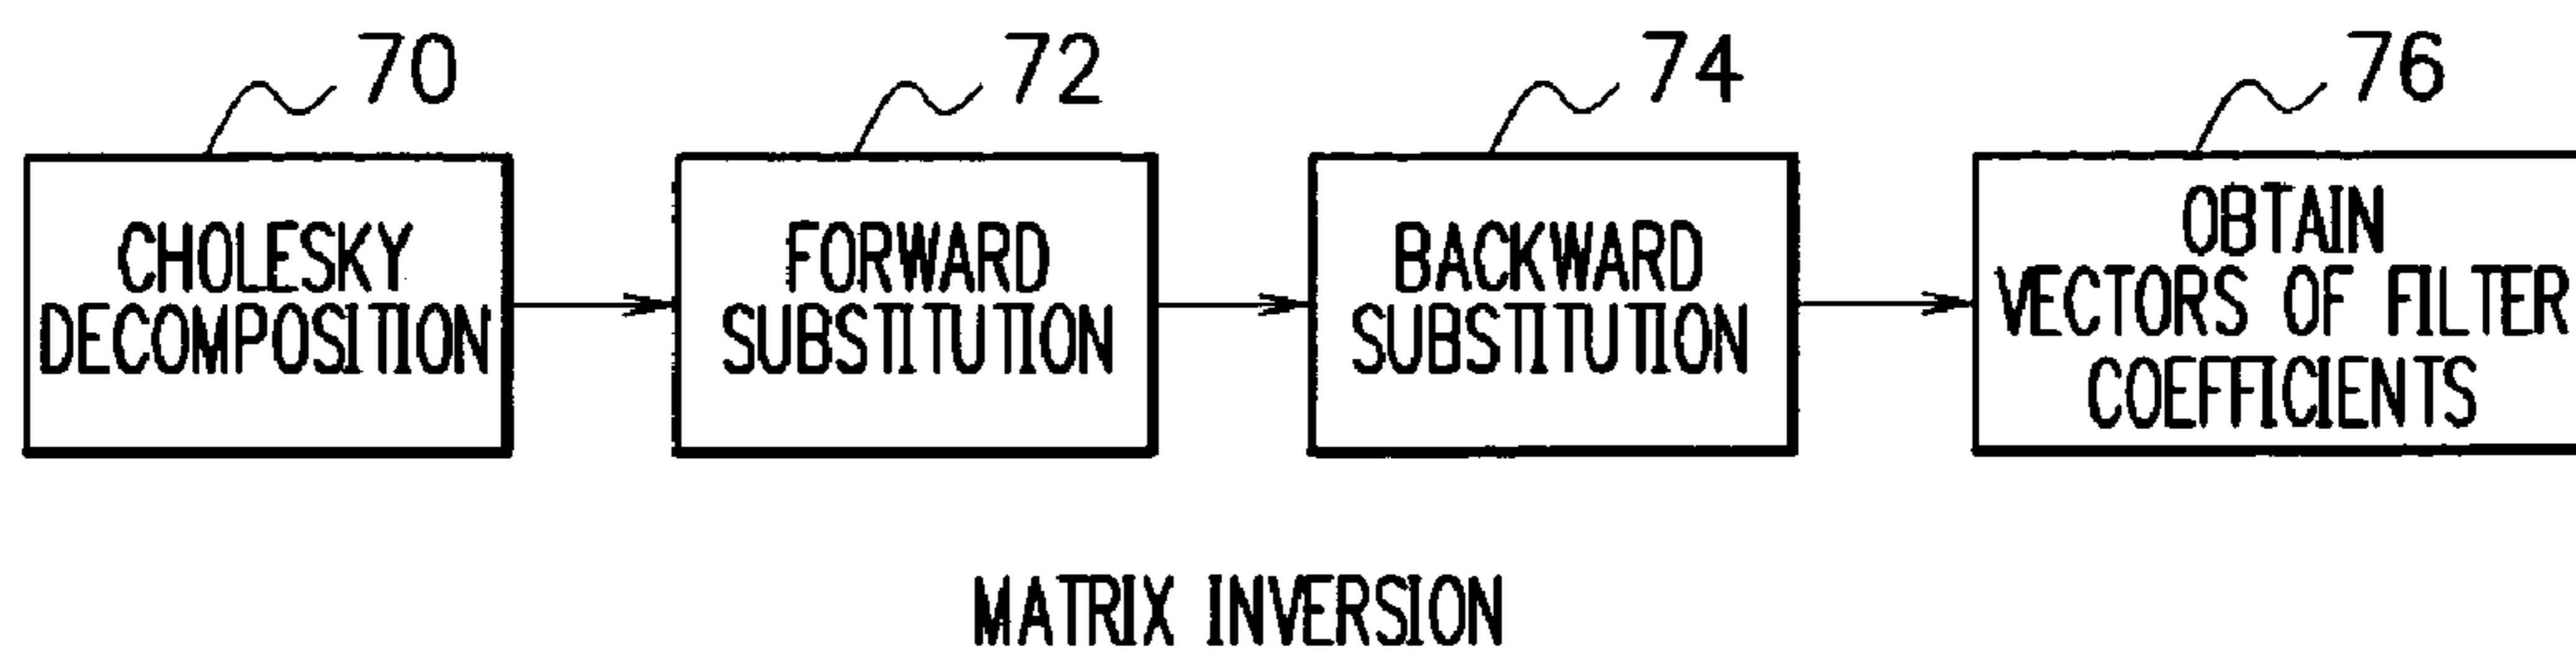 70
72
74
76
CHOLESKY
DECOMPOSITION
FORWARD
SUBSTITUTION
BACKWARD
SUBSTITUTION
OBTAIN
VECTORS OF FILTER
COEFFICIENTS
MATRIX INVERSION